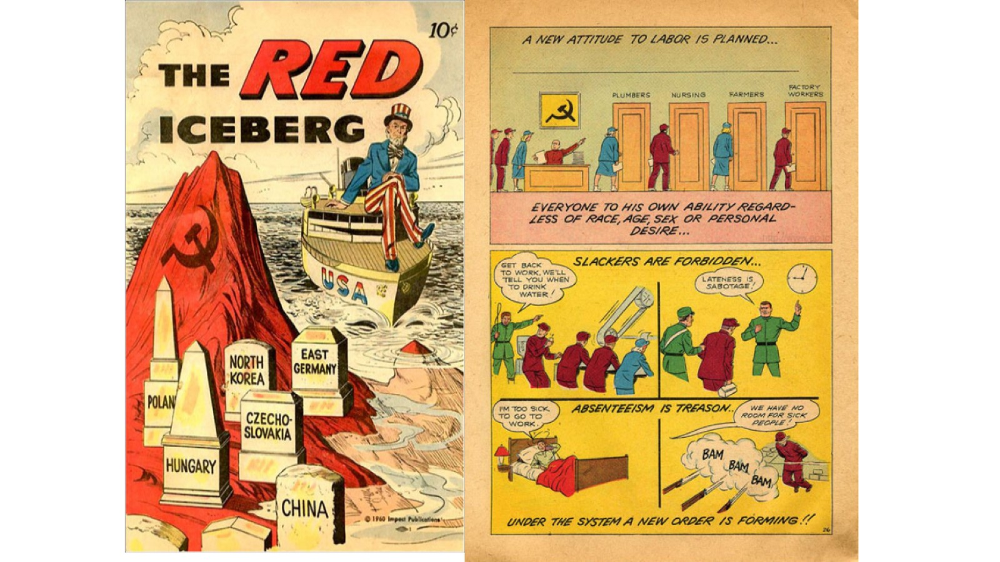 10¢
THE RED
ICEBERG
USA
POLAN
NORTH
KOREA
EAST
GERMANY
CZECHO-
SLOVAKIA
HUNGARY
CHINA
© 1960 Impact Publications
A NEW ATTITUDE TO LABOR IS PLANNED...
PLUMBERS
NURSING
FARMERS
FACTORY
WORKERS
EVERYONE TO HIS OWN ABILITY REGARD-
LESS OF RACE, AGE, SEX OR PERSONAL
DESIRE...
SLACKERS ARE FORBIDDEN...
GET BACK
TO WORK, WE'LL
TELL YOU WHEN
TO DRINK
WATER!
LATENESS IS
SABOTAGE!
ABSENTEEISM IS TREASON..
I'M TOO SICK
TO GO TO
WORK.
WE HAVE NO
ROOM FOR SICK
PEOPLE!
BAM
BAM
BAM
UNDER THE SYSTEM A NEW ORDER IS FORMING!!
26